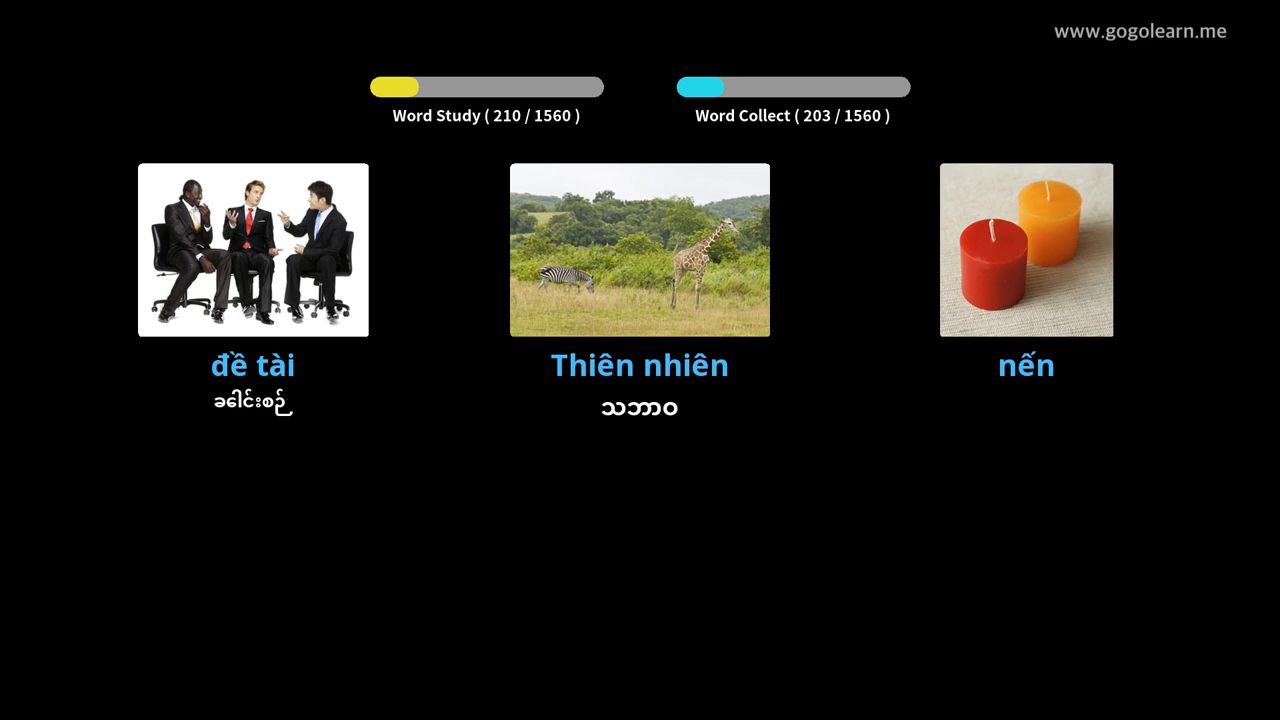 www.gogolearn.me
Word Study ( 210 / 1560 )
Word Collect ( 203 / 1560 )
đề tài
Thiên nhiên
nến
ခေါင်းစဉ်
သဘာဝ